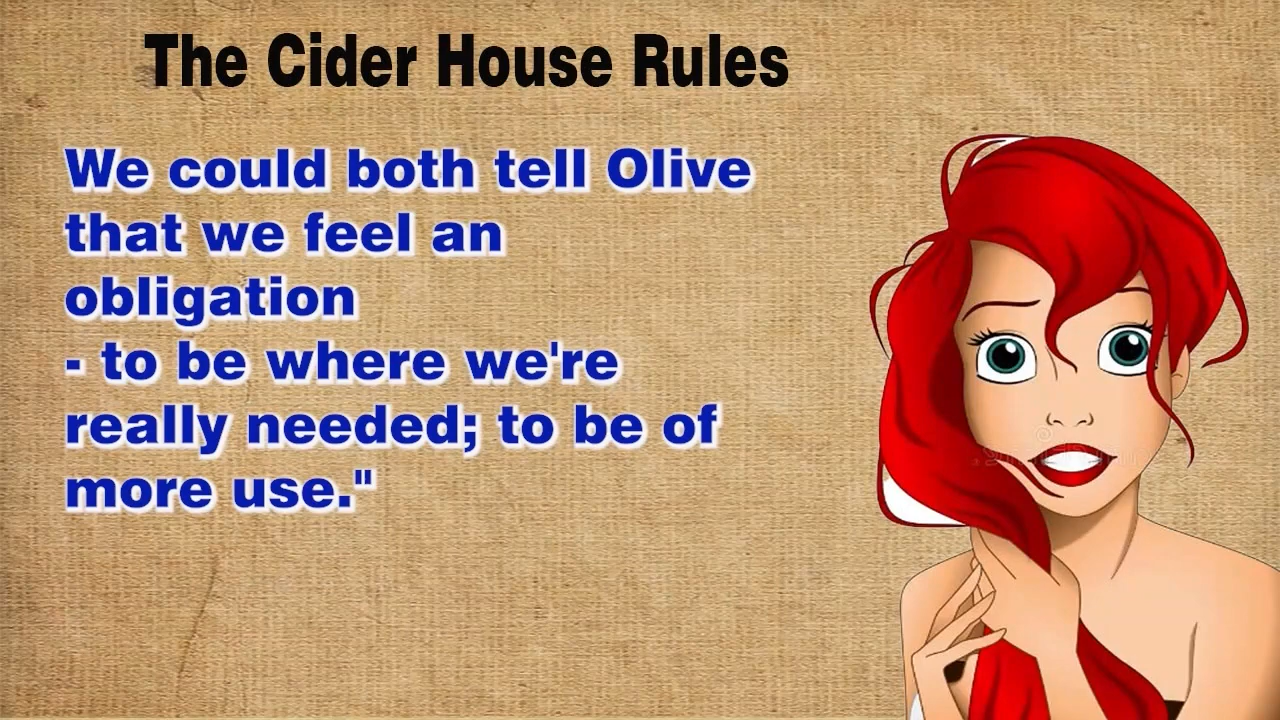 The Cider House Rules
We could both tell Olive
that we feel an
obligation
- to be where we're
really needed; to be of
more use."